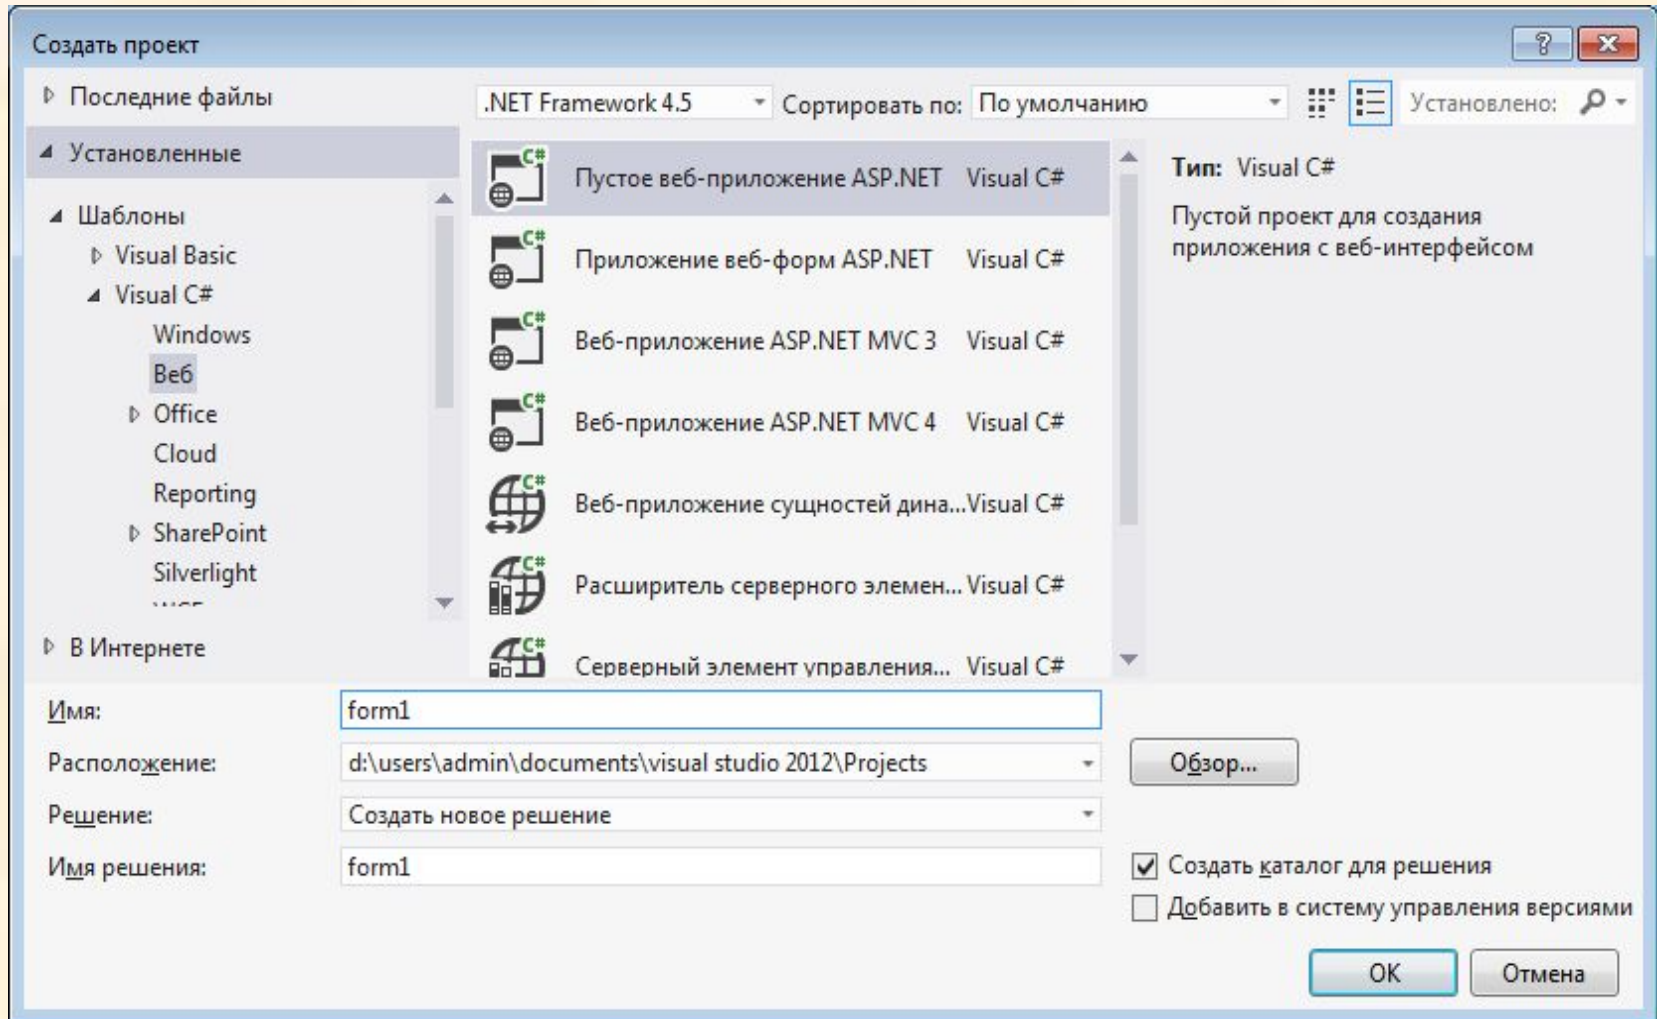 Создать проект
Последние файлы
.NET Framework 4.5 Сортировать по: По умолчанию Установлено:
Установленные
Шаблоны
Visual Basic
Visual C#
Windows
Веб
Office
Cloud
Reporting
SharePoint
Silverlight
В Интернете
C# Пустое веб-приложение ASP.NET Visual C#
C# Приложение веб-форм ASP.NET Visual C#
C# Веб-приложение ASP.NET MVC 3 Visual C#
C# Веб-приложение ASP.NET MVC 4 Visual C#
C# Веб-приложение сущностей дина... Visual C#
C# Расширитель серверного элемен... Visual C#
C# Серверный элемент управления... Visual C#
Тип: Visual C#
Пустой проект для создания
приложения с веб-интерфейсом
Имя: form1
Расположение: d:\users\admin\documents\visual studio 2012\Projects Обзор...
Решение: Создать новое решение
Имя решения: form1
Создать каталог для решения
Добавить в систему управления версиями
OK Отмена